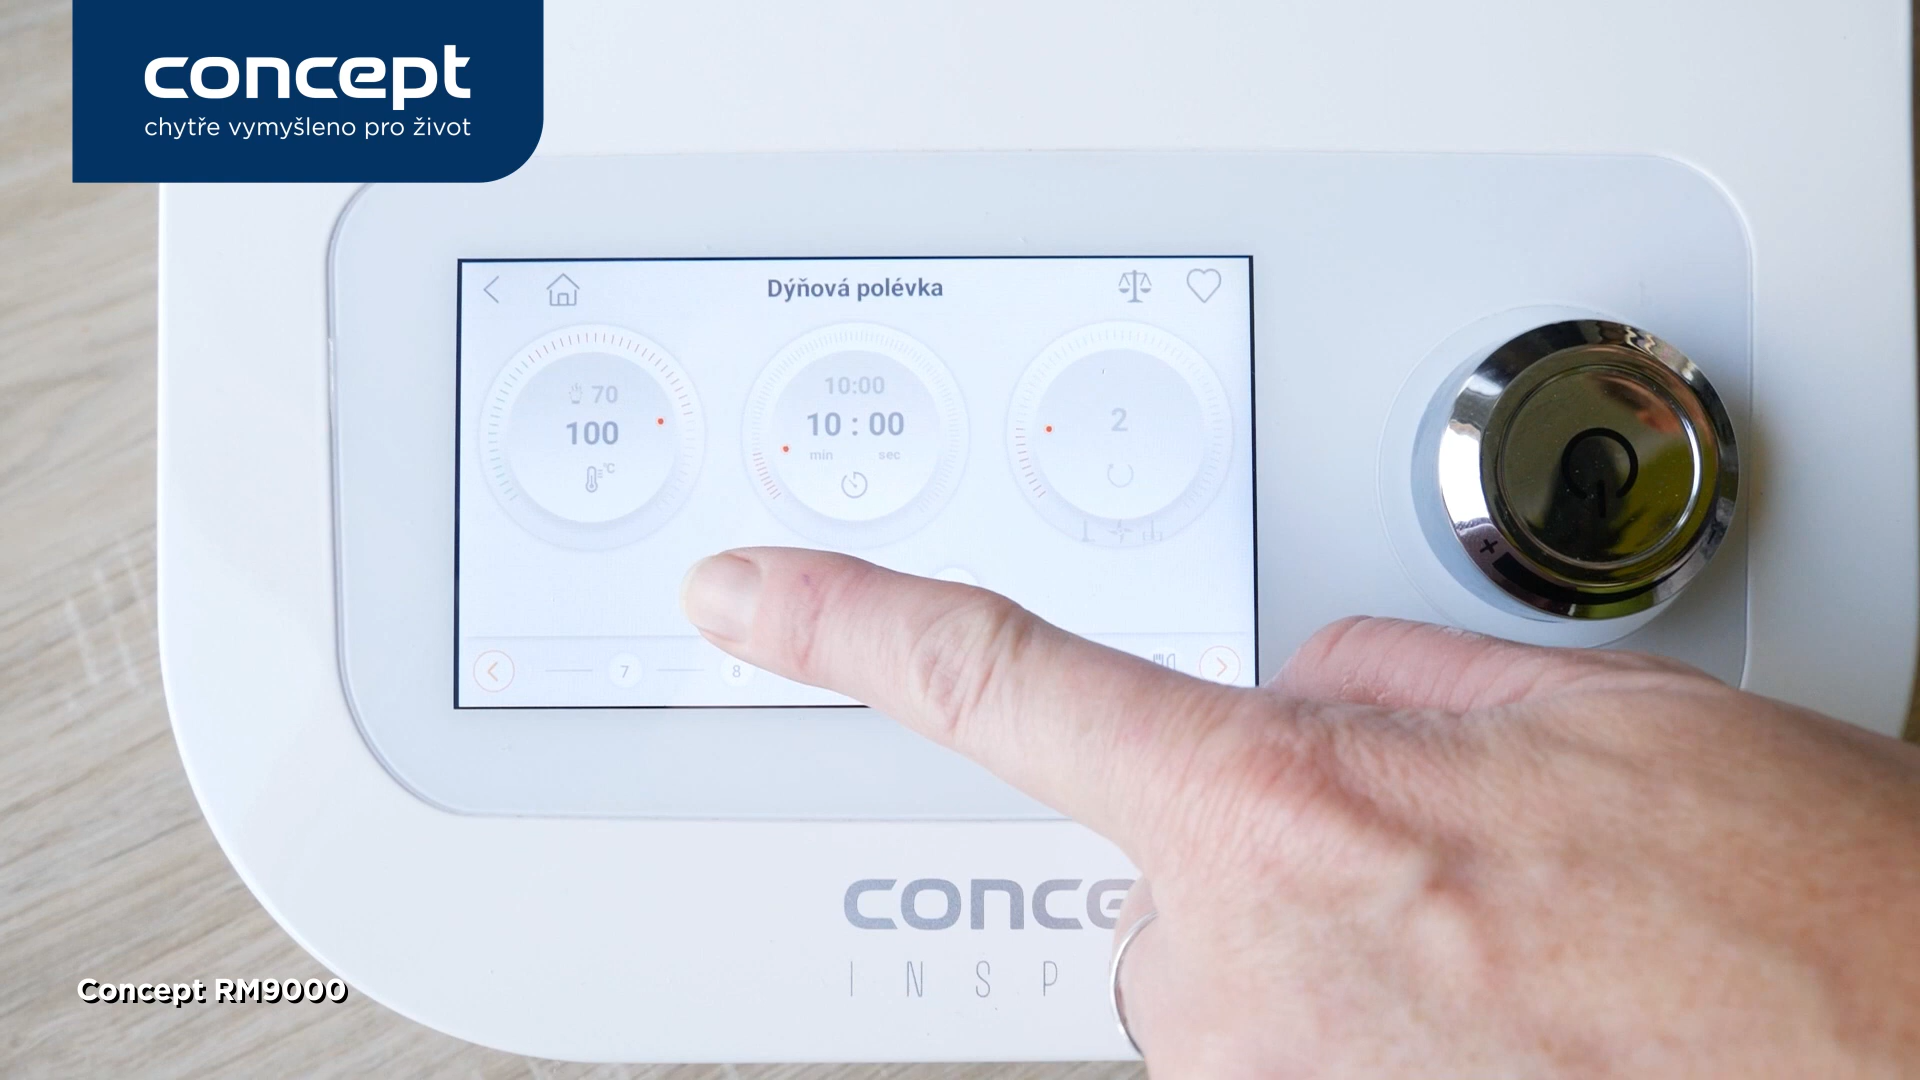 concept
chytře vymyšleno pro život
Dýňová polévka
70
100
°C
10:00
10 : 00
min sec
2
7
8
+
CONCE
INSP
Concept RM9000